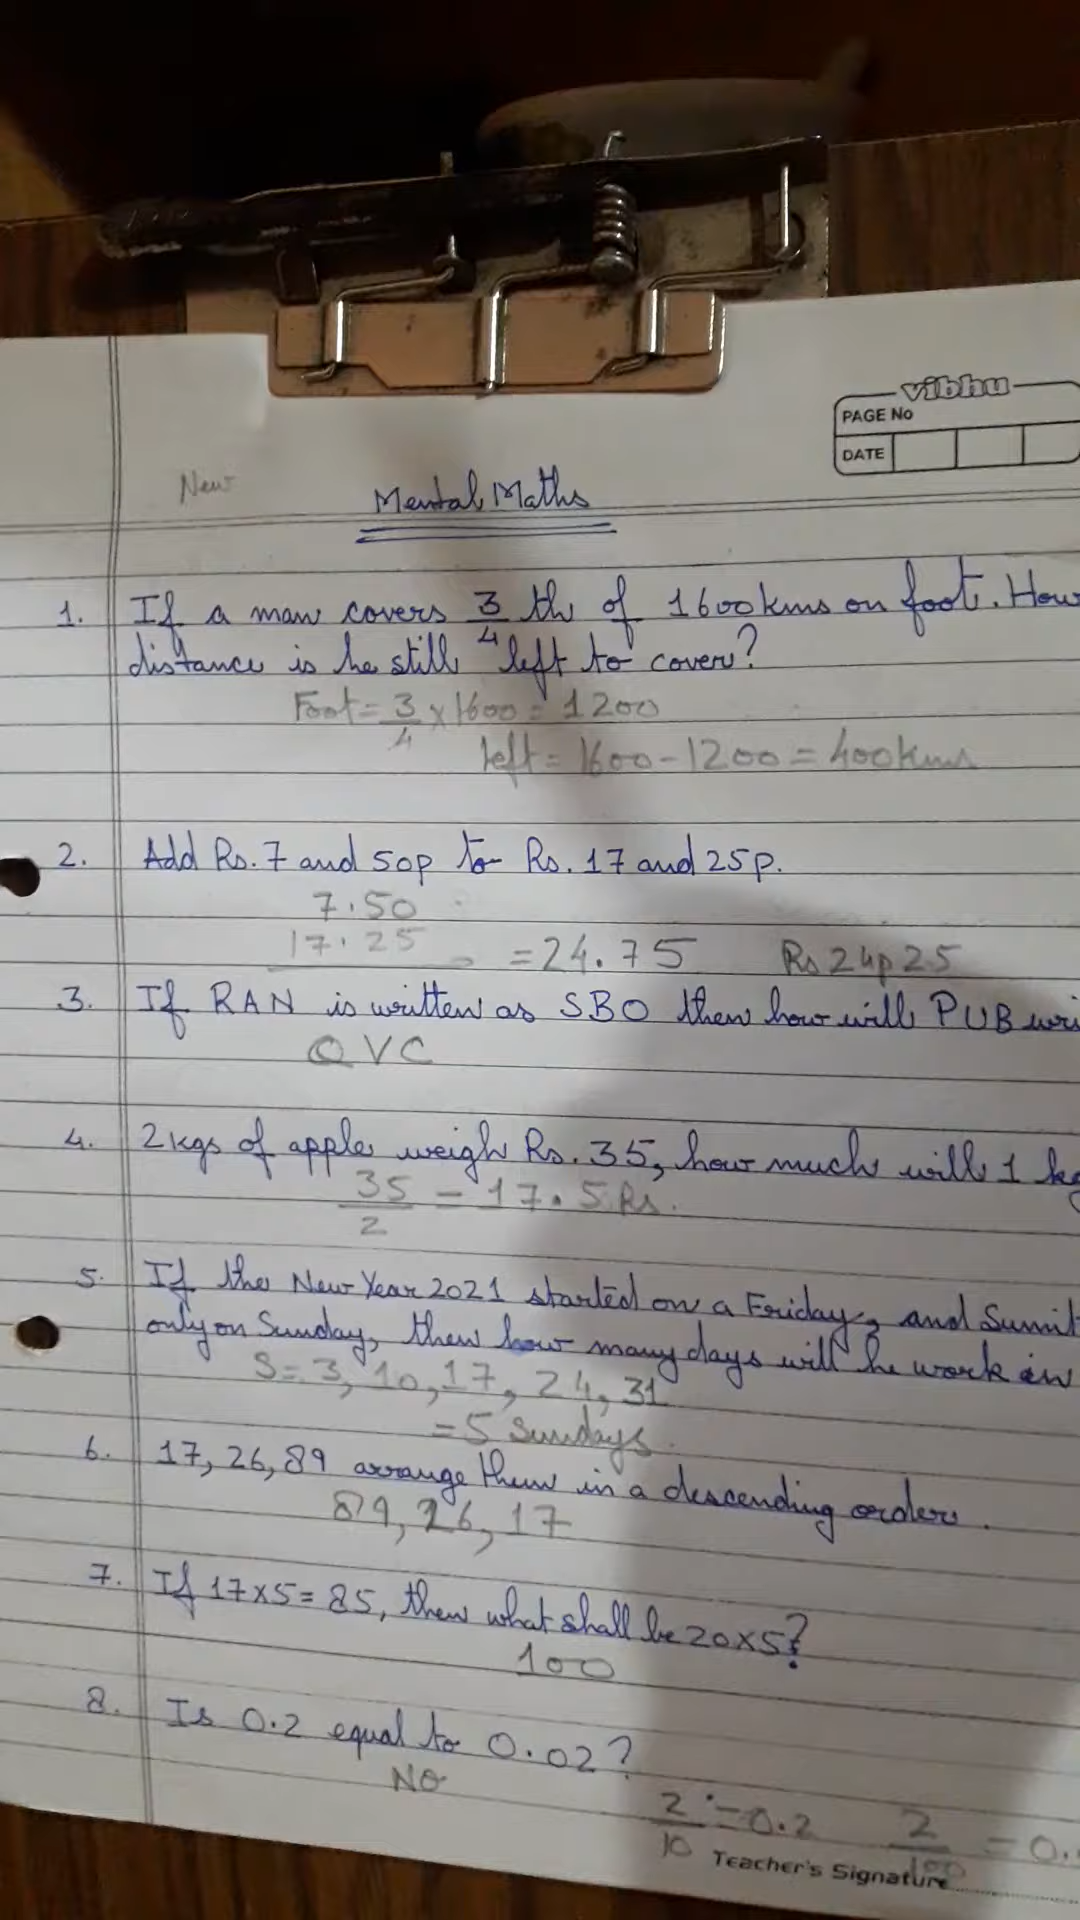 vibhu
PAGE No
DATE
New
Mental Maths
1. If a man covers 3/4 th of 1600kms on foot. How
distance is he still left to cover?
Foot = 3/4 x 1600 = 1200
left = 1600 - 1200 = 400kms
2. Add Rs. 7 and 50p to Rs. 17 and 25p.
7.50
17.25 = 24.75 Rs 24p 25
3. If RAN is written as SBO then how will PUB wri
QVC
4. 2kgs of apple weigh Rs. 35, how much will 1 kg
35/2 = 17.5 Rs.
5. If the New Year 2021 started on a Friday, and Sumit
only on Sunday, then how many days will he work in
S = 3, 10, 17, 24, 31
= 5 Sundays.
6. 17, 26, 89 arrange them in a descending order.
89, 26, 17
7. If 17x5 = 85, then what shall be 20x5?
100
8. Is 0.2 equal to 0.02?
No
2/10 = 0.2 2/100 = 0.
Teacher's Signature